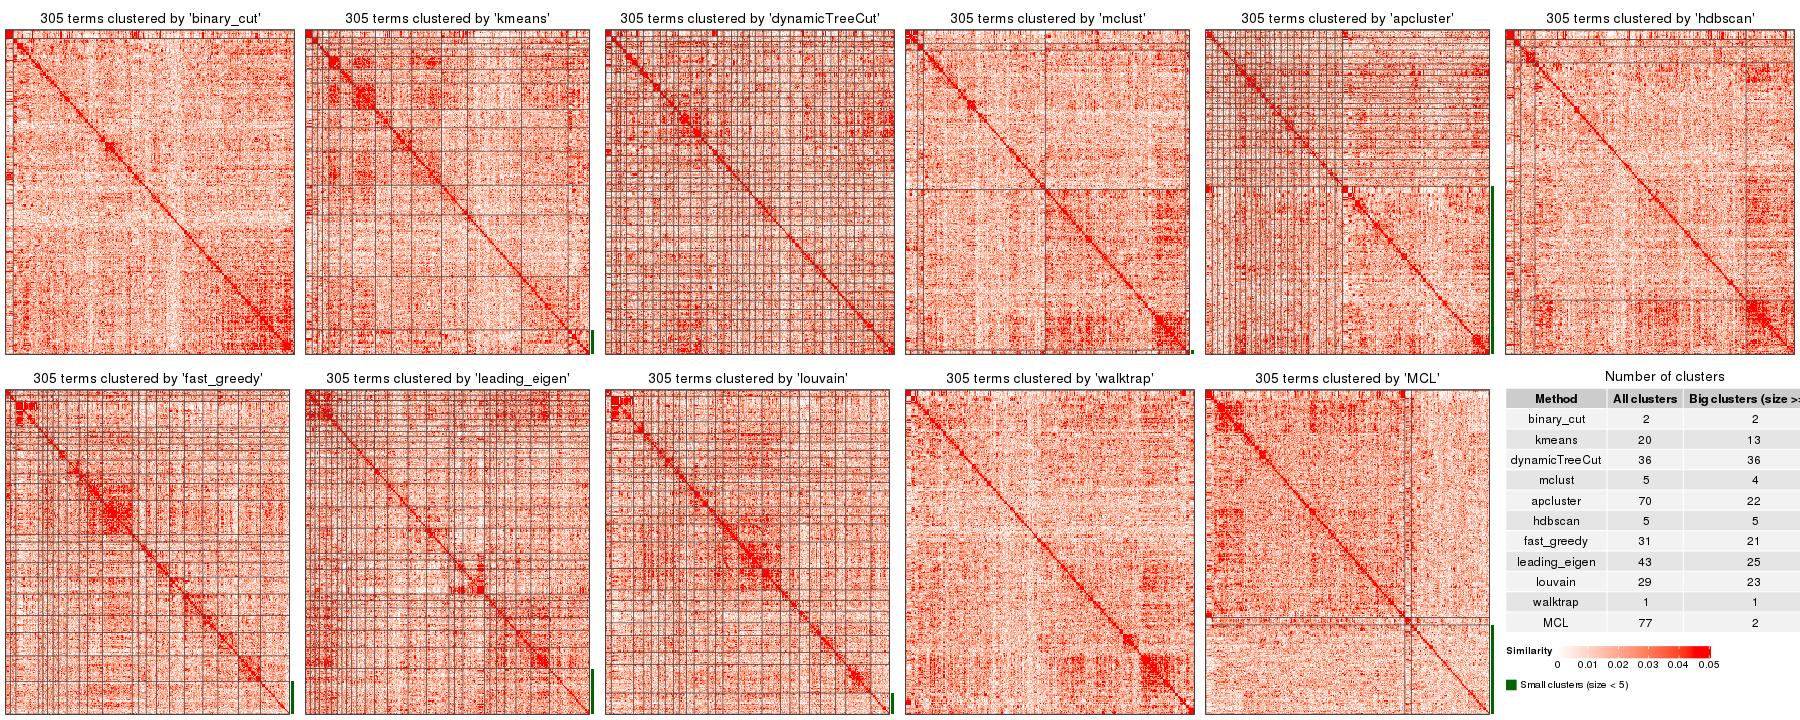 305 terms clustered by 'binary_cut'
305 terms clustered by 'kmeans'
305 terms clustered by 'dynamicTreeCut'
305 terms clustered by 'mclust'
305 terms clustered by 'apcluster'
305 terms clustered by 'hdbscan'
305 terms clustered by 'fast_greedy'
305 terms clustered by 'leading_eigen'
305 terms clustered by 'louvain'
305 terms clustered by 'walktrap'
305 terms clustered by 'MCL'
Number of clusters
Method All clusters Big clusters (size >=
binary_cut 2 2
kmeans 20 13
dynamicTreeCut 36 36
mclust 5 4
apcluster 70 22
hdbscan 5 5
fast_greedy 31 21
leading_eigen 43 25
louvain 29 23
walktrap 1 1
MCL 77 2
Similarity
0 0.01 0.02 0.03 0.04 0.05
Small clusters (size < 5)